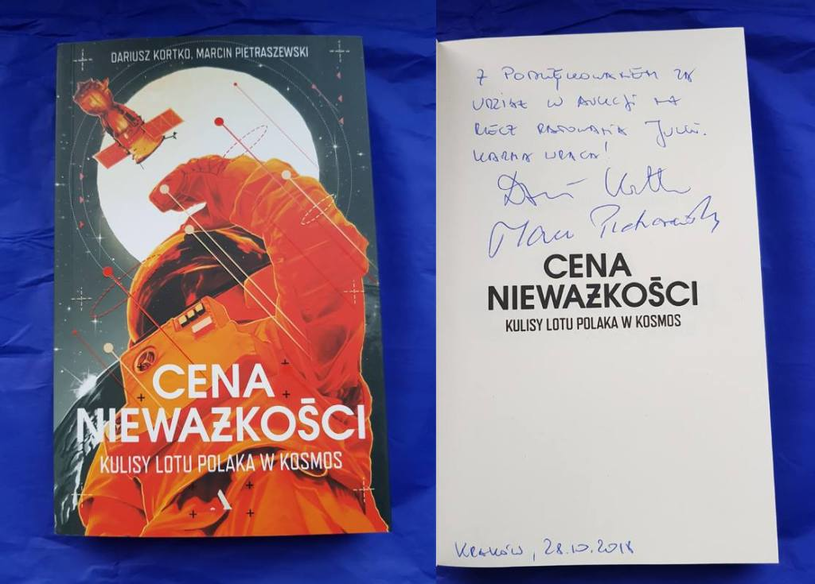 DARIUSZ KORTKO, MARCIN PIETRASZEWSKI
CENA
NIEWAŻKOŚCI
KULISY LOTU POLAKA W KOSMOS
Z PODZIĘKOWANIEM ZA
UDZIAŁ W AUKCJI NA
RZECZ RATOWANIA JULKI.
KARMA WRACA!
CENA
NIEWAŻKOŚCI
KULISY LOTU POLAKA W KOSMOS
KRAKÓW, 28.10.2018